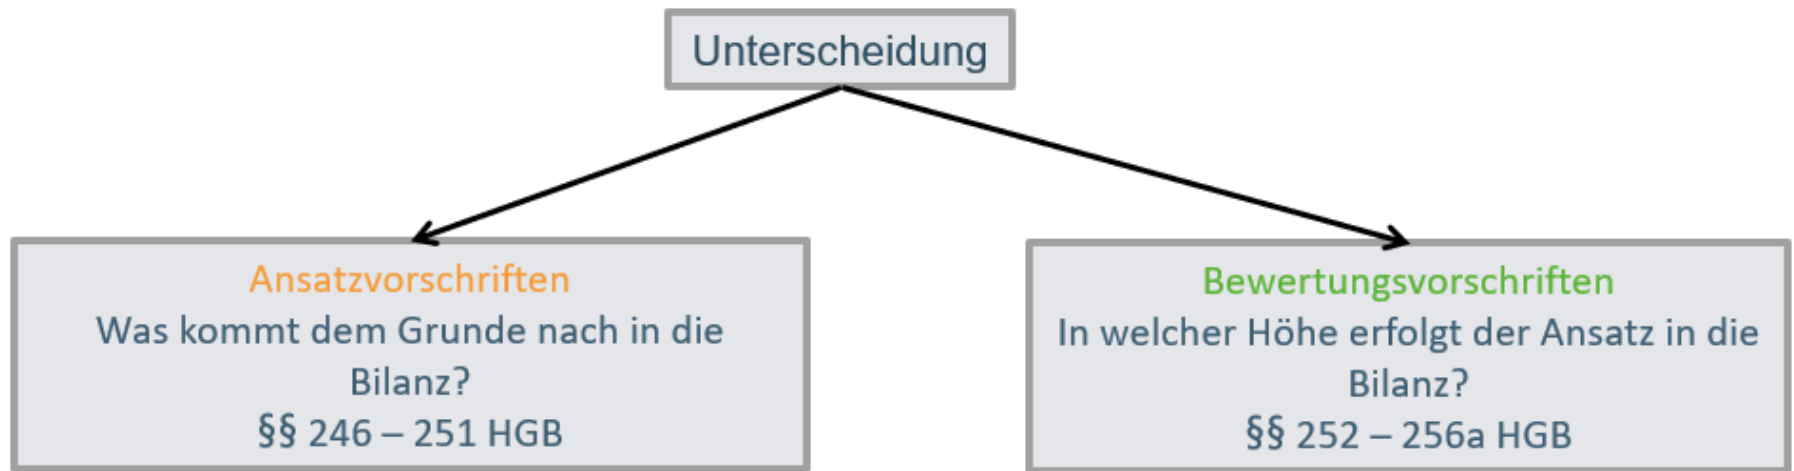 Unterscheidung
Ansatzvorschriften
Was kommt dem Grunde nach in die
Bilanz?
§§ 246 – 251 HGB
Bewertungsvorschriften
In welcher Höhe erfolgt der Ansatz in die
Bilanz?
§§ 252 – 256a HGB